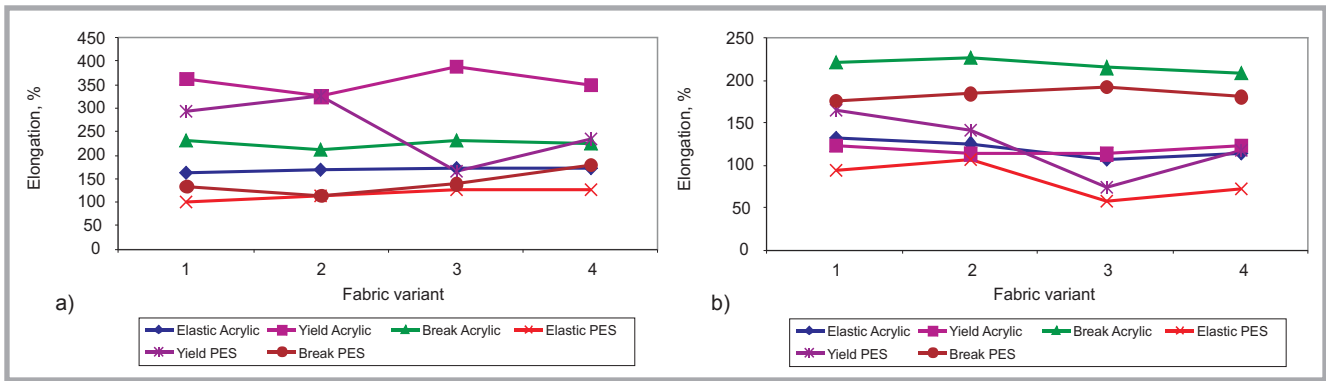 450
400
350
300
250
200
150
100
50
0
Elongation, %
1 2 3 4
Fabric variant
a)
Elastic Acrylic Yield Acrylic Break Acrylic Elastic PES
Yield PES Break PES
250
200
150
100
50
0
Elongation, %
1 2 3 4
Fabric variant
b)
Elastic Acrylic Yield Acrylic Break Acrylic Elastic PES
Yield PES Break PES